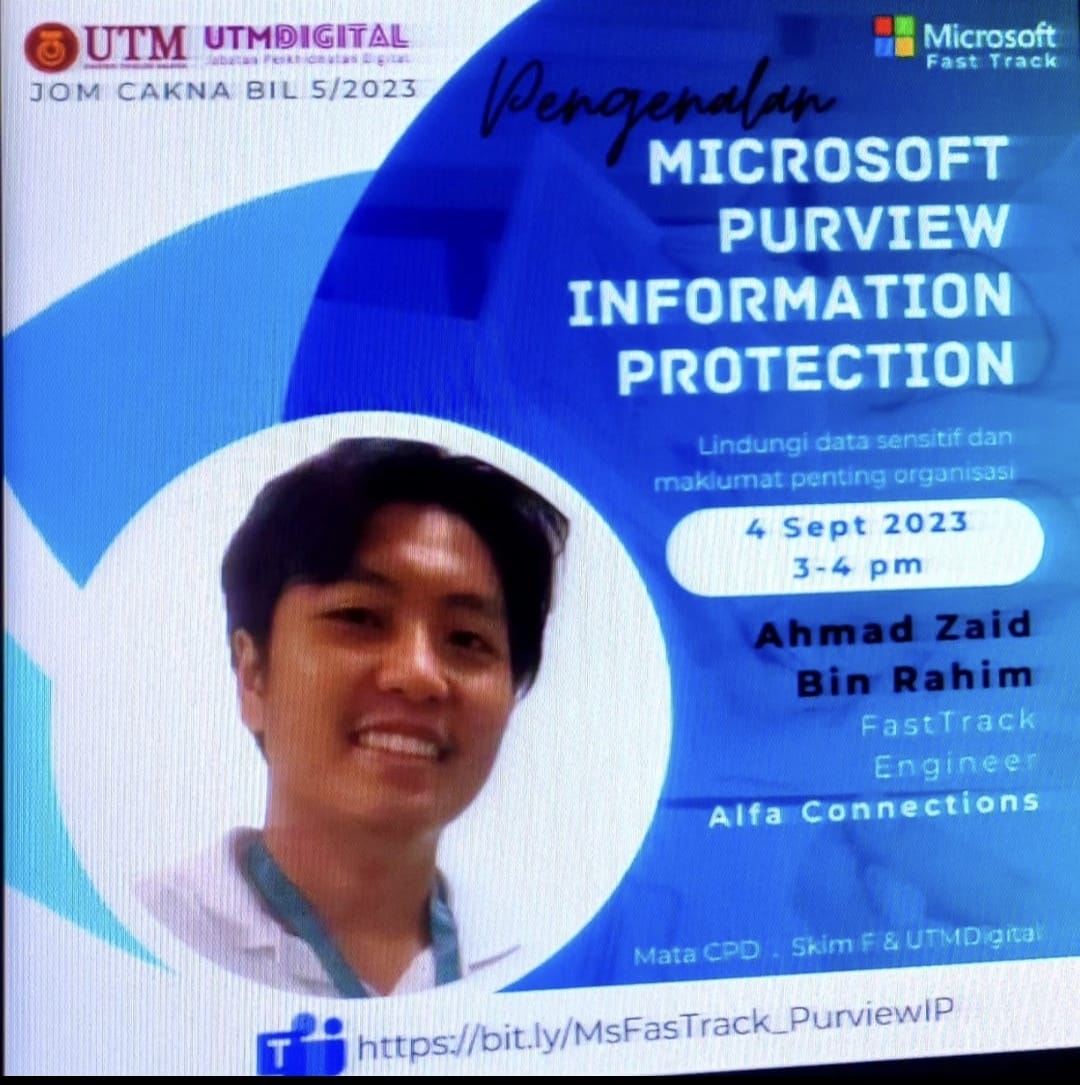 UTM UTMDIGITAL
Jabatan Perkhidmatan Digital
JOM CAKNA BIL 5/2023
Microsoft
Fast Track
Pengenalan
MICROSOFT
PURVIEW
INFORMATION
PROTECTION
Lindungi data sensitif dan
maklumat penting organisasi
4 Sept 2023
3-4 pm
Ahmad Zaid
Bin Rahim
FastTrack
Engineer
Alfa Connections
Mata CPD . Skim F & UTMDigital
T
https://bit.ly/MsFasTrack_PurviewIP